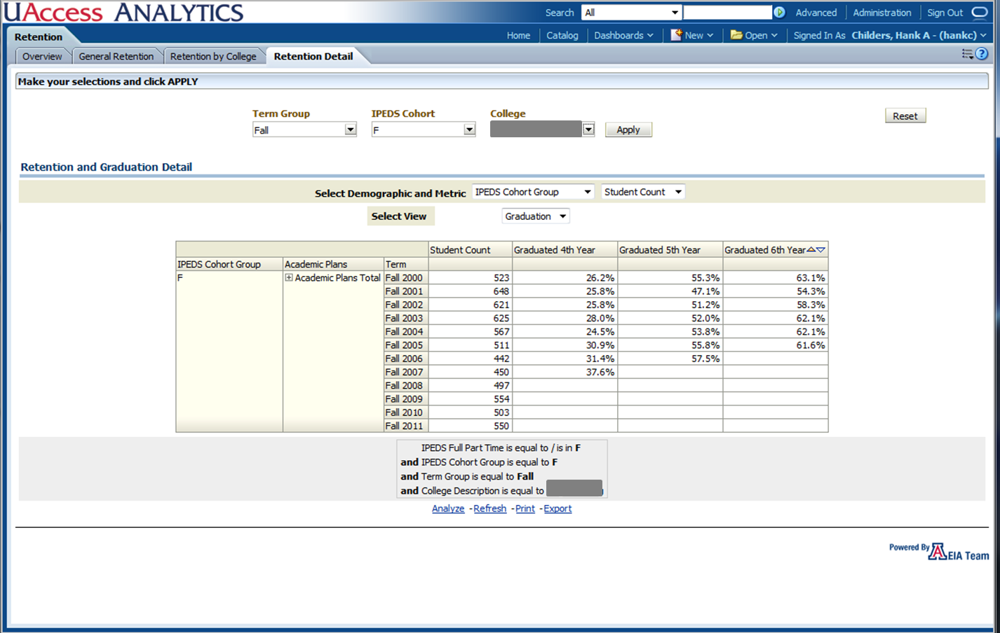 UAccess ANALYTICS Search All Advanced Administration Sign Out
Retention Home Catalog Dashboards New Open Signed In As Childers, Hank A - (hankc)
Overview General Retention Retention by College Retention Detail
Make your selections and click APPLY
Term Group IPEDS Cohort College
Fall F Apply Reset
Retention and Graduation Detail
Select Demographic and Metric IPEDS Cohort Group Student Count
Select View Graduation
Student Count Graduated 4th Year Graduated 5th Year Graduated 6th Year
IPEDS Cohort Group Academic Plans Term
F Academic Plans Total Fall 2000 523 26.2% 55.3% 63.1%
Fall 2001 648 25.8% 47.1% 54.3%
Fall 2002 621 25.8% 51.2% 58.3%
Fall 2003 625 28.0% 52.0% 62.1%
Fall 2004 567 24.5% 53.8% 62.1%
Fall 2005 511 30.9% 55.8% 61.6%
Fall 2006 442 31.4% 57.5%
Fall 2007 450 37.6%
Fall 2008 497
Fall 2009 554
Fall 2010 503
Fall 2011 550
IPEDS Full Part Time is equal to / is in F
and IPEDS Cohort Group is equal to F
and Term Group is equal to Fall
and College Description is equal to
Analyze - Refresh - Print - Export
Powered By A EIA Team